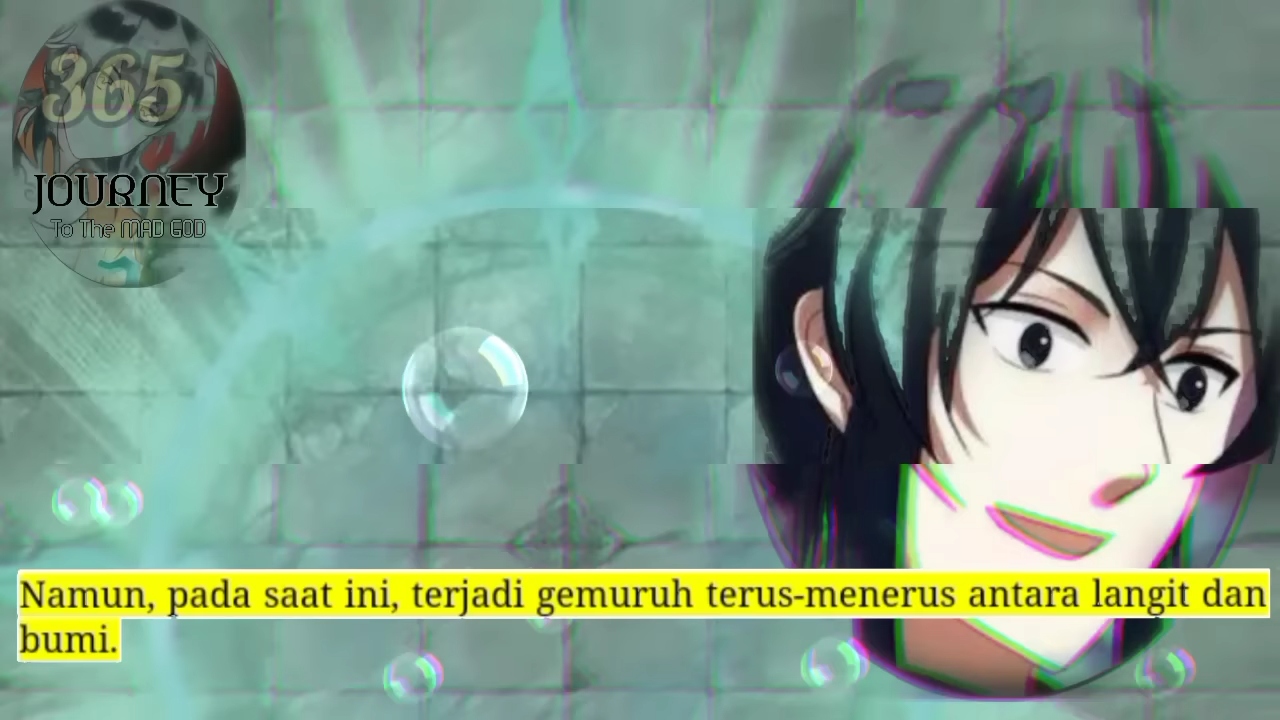 365
JOURNEY
To The MAD GOD
Namun, pada saat ini, terjadi gemuruh terus-menerus antara langit dan
bumi.